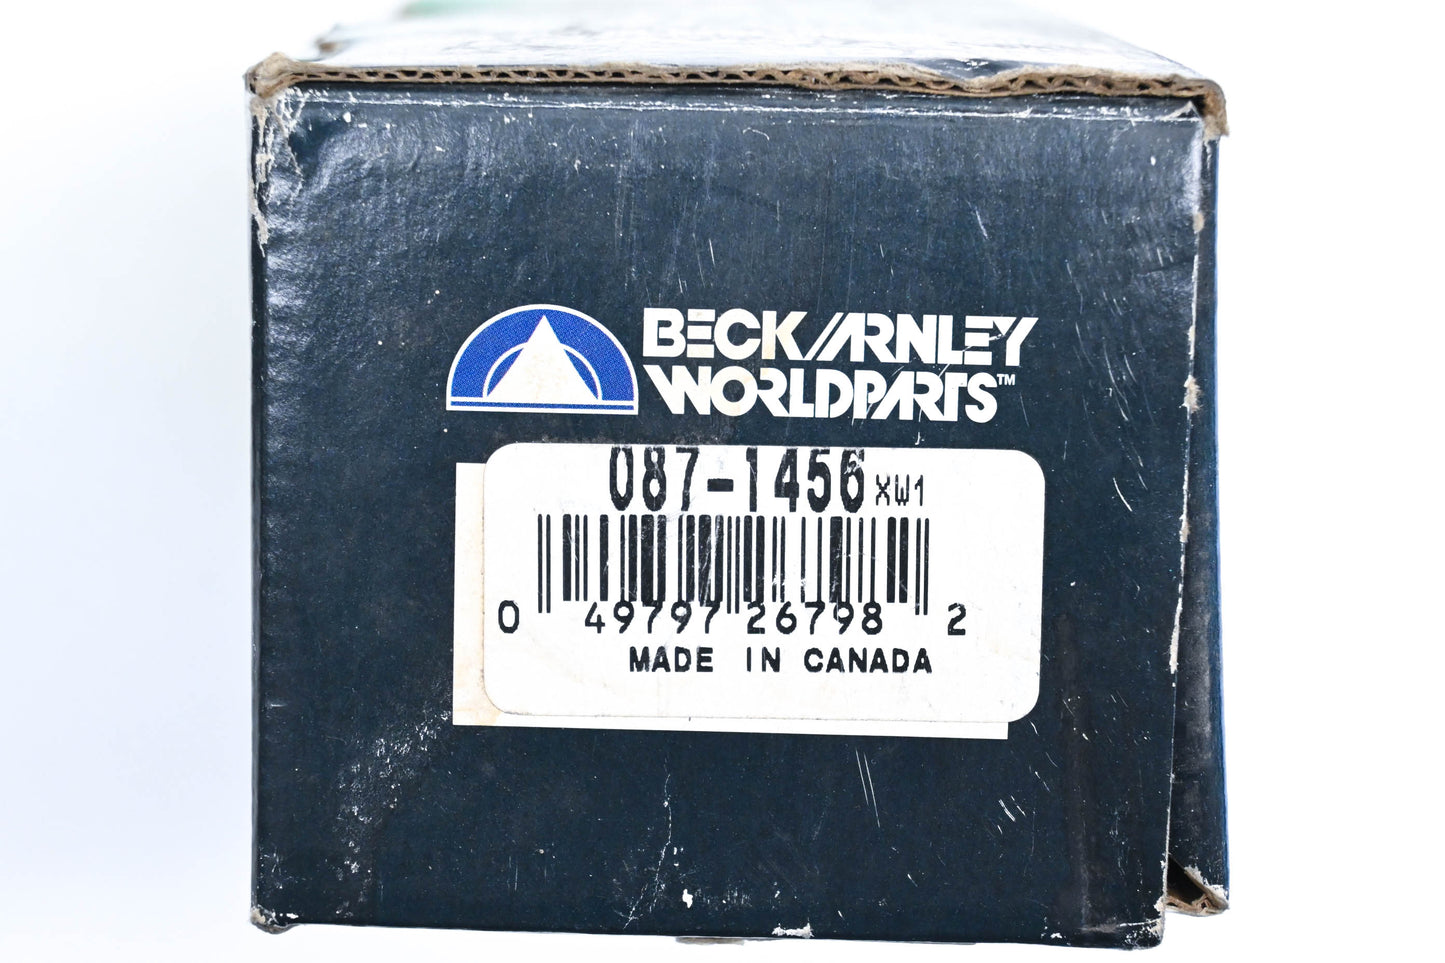 BECK/ARNLEY
WORLDPARTS™
087-1456 XW1
0 49797 26798 2
MADE IN CANADA